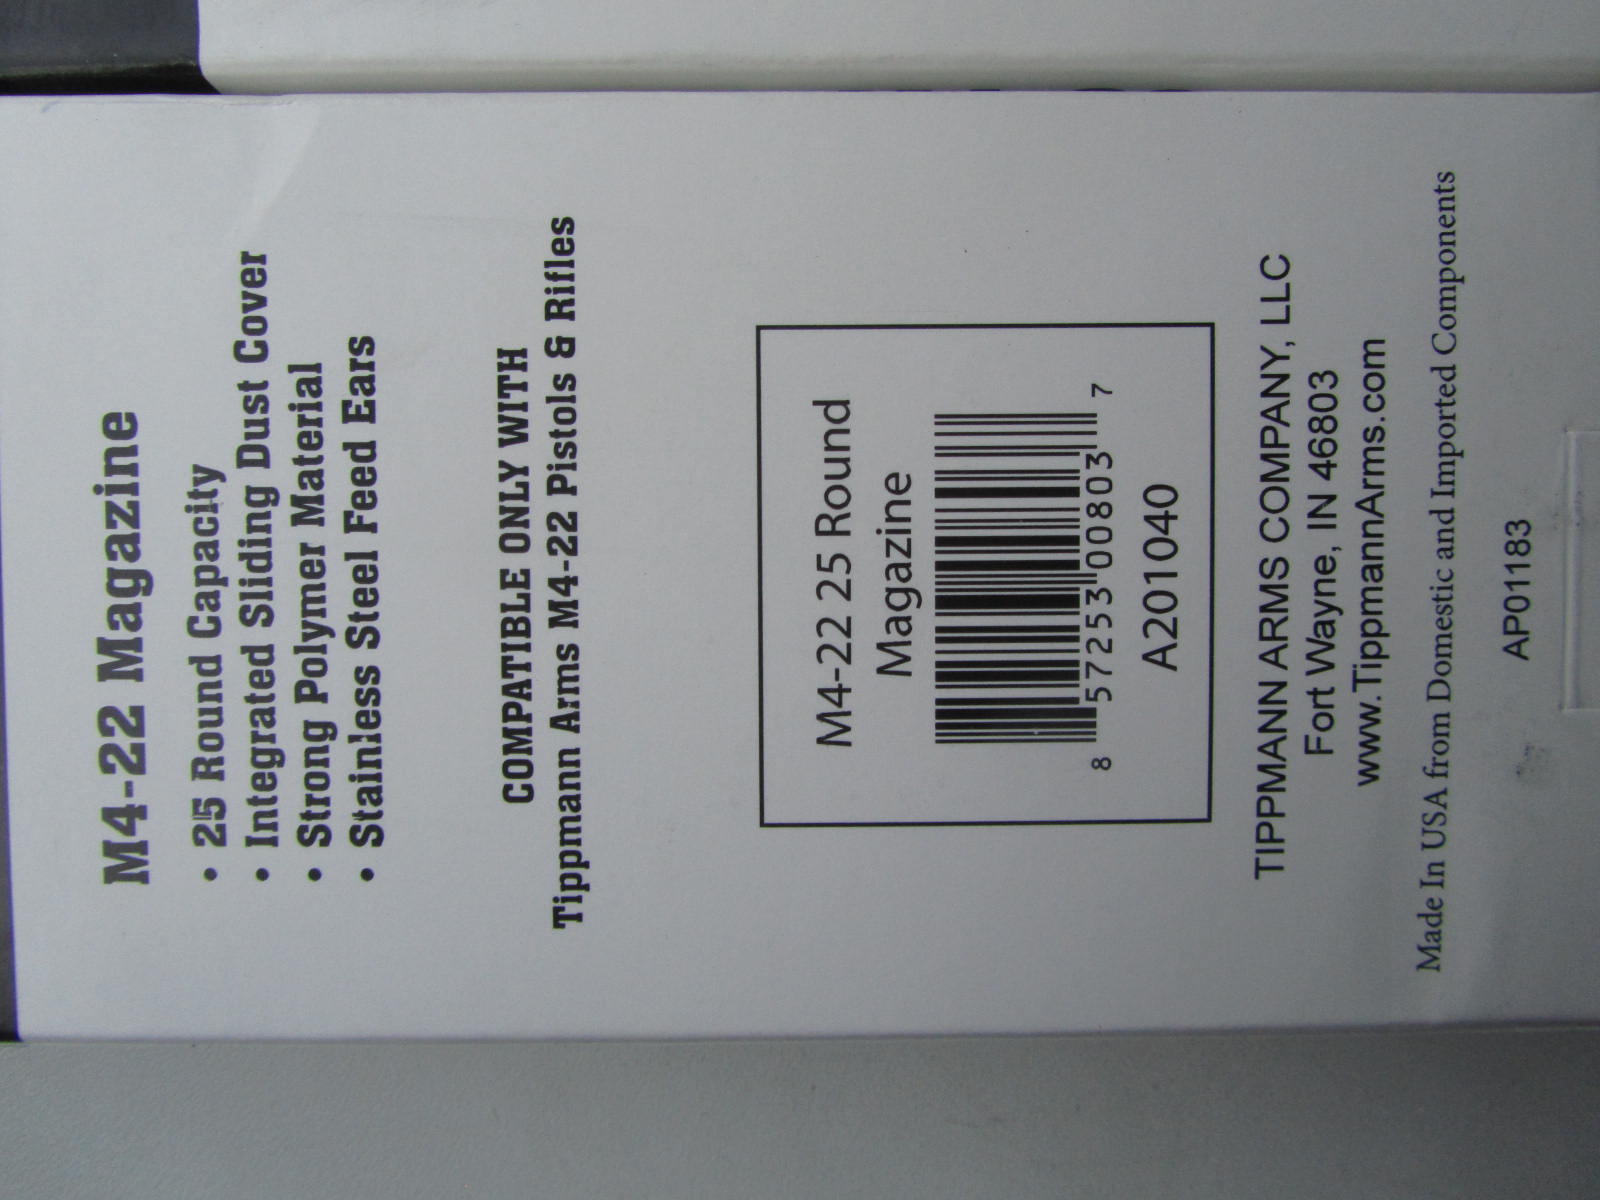 M4-22 Magazine
• 25 Round Capacity
• Integrated Sliding Dust Cover
• Strong Polymer Material
• Stainless Steel Feed Ears
COMPATIBLE ONLY WITH
Tippmann Arms M4-22 Pistols & Rifles
M4-22 25 Round
Magazine
8 57253 00803 7
A201040
TIPPMANN ARMS COMPANY, LLC
Fort Wayne, IN 46803
www.TippmannArms.com
Made In USA from Domestic and Imported Components
AP01183